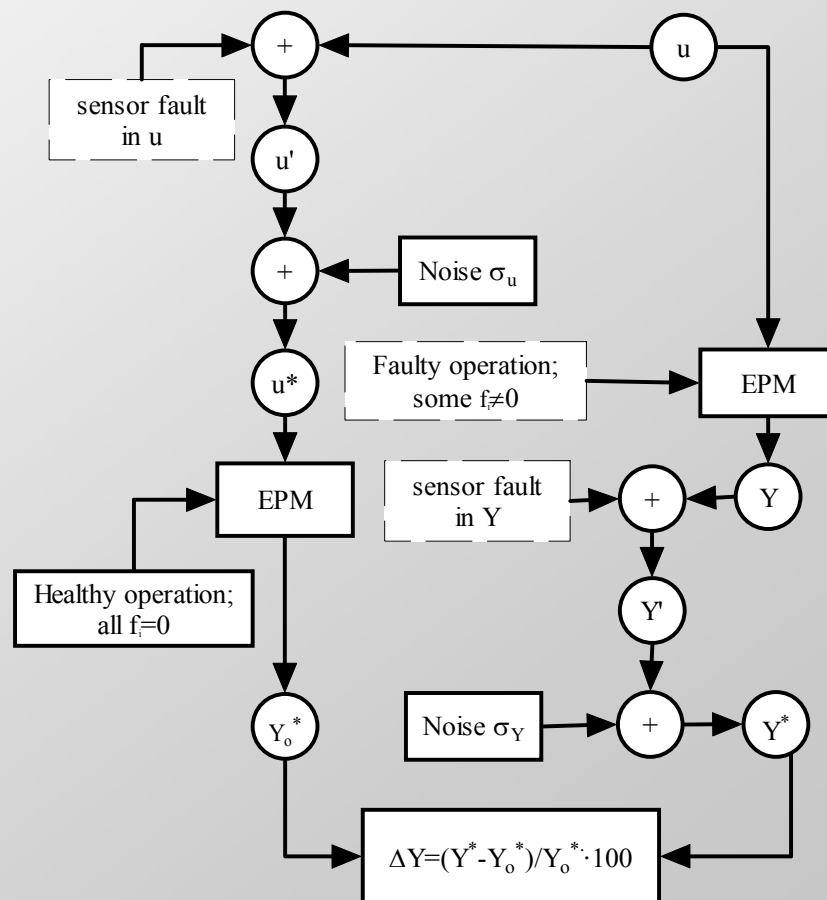 +
u
sensor fault
in u
u'
+
Noise σu
u*
Faulty operation;
some fᵢ≠0
EPM
EPM
sensor fault
in Y
+
Y
Healthy operation;
all fᵢ=0
Y'
Yo*
Noise σY
+
Y*
ΔY=(Y*-Yo*)/Yo*·100